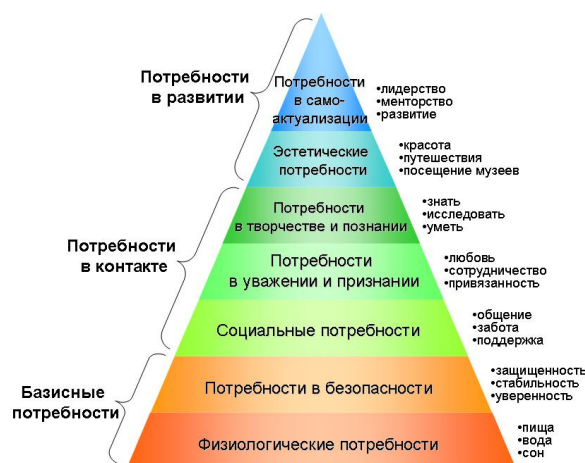 Потребности
в развитии
Потребности
в само-
актуализации
•лидерство
•менторство
•развитие
Эстетические
потребности
•красота
•путешествия
•посещение музеев
Потребности
в контакте
Потребности
в творчестве и познании
•знать
•исследовать
•уметь
Потребности
в уважении и признании
•любовь
•сотрудничество
•привязанность
Социальные потребности
•общение
•забота
•поддержка
Базисные
потребности
Потребности в безопасности
•защищенность
•стабильность
•уверенность
Физиологические потребности
•пища
•вода
•сон